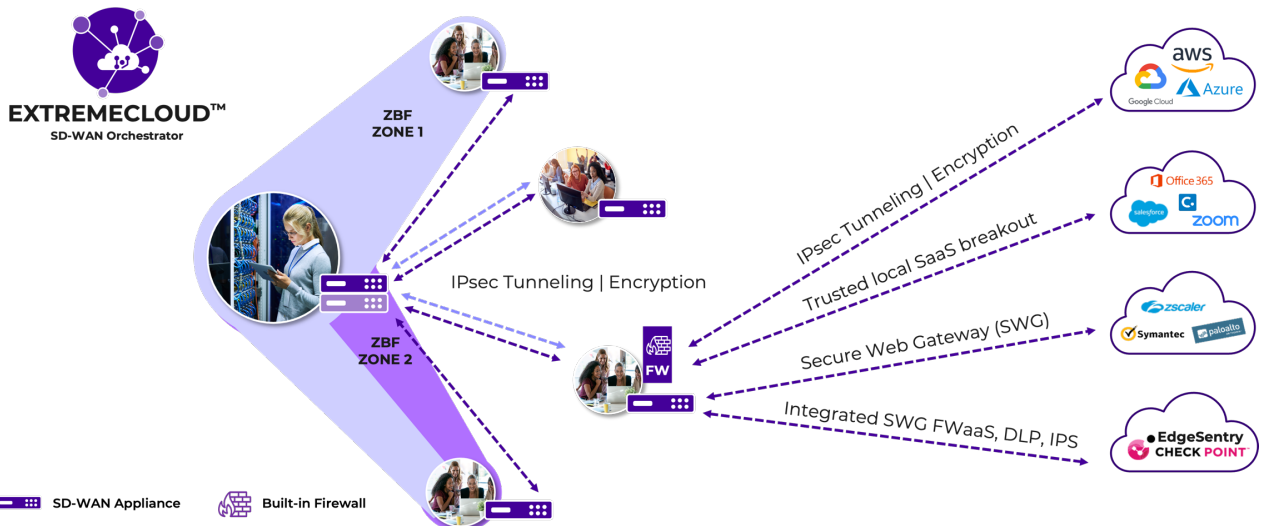 EXTREMECLOUD™
SD-WAN Orchestrator
ZBF
ZONE 1
IPsec Tunneling | Encryption
ZBF
ZONE 2
FW
IPsec Tunneling | Encryption
Trusted local SaaS breakout
Secure Web Gateway (SWG)
Integrated SWG FWaaS, DLP, IPS
aws
Google Cloud
Azure
Office 365
salesforce
C
zoom
zscaler
Symantec
paloalto
EdgeSentry
CHECK POINT
SD-WAN Appliance
Built-in Firewall